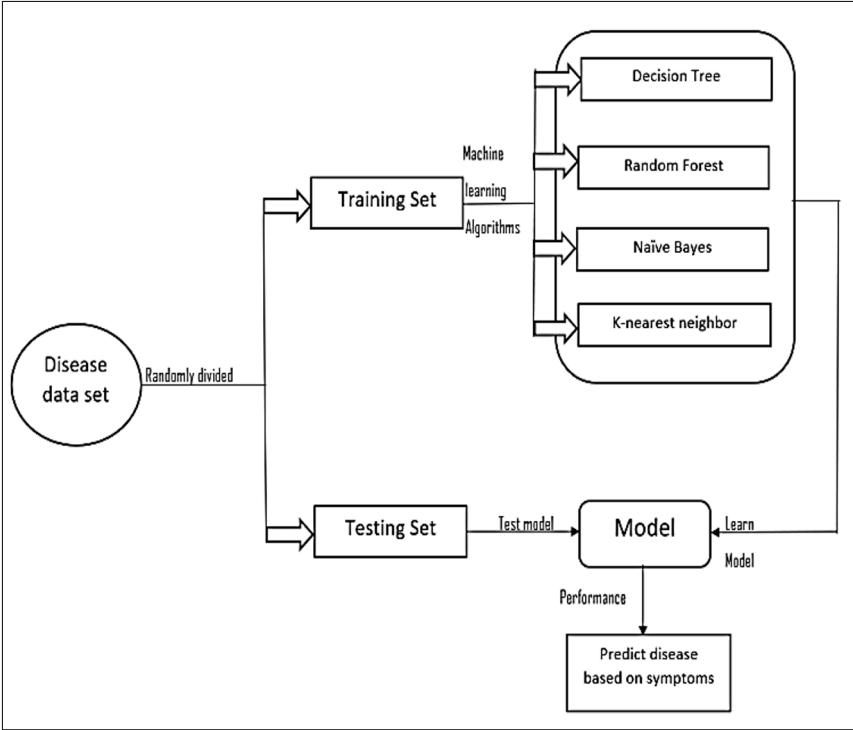 Disease
data set
Randomly divided
Training Set
Machine
learning
Algorithms
Decision Tree
Random Forest
Naïve Bayes
K-nearest neighbor
Testing Set
Test model
Model
Learn
Model
Performance
Predict disease
based on symptoms